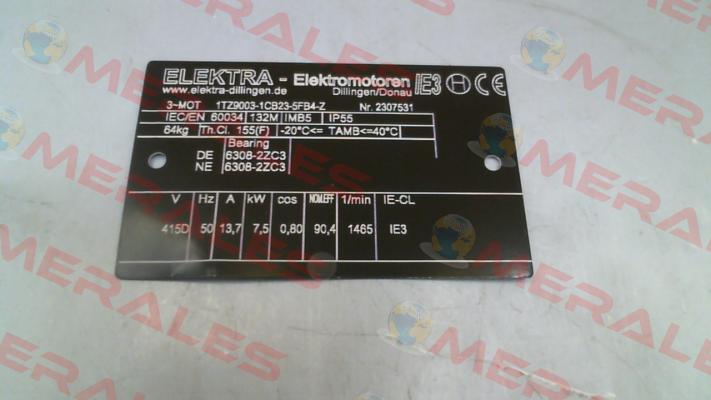 ELEKTRA - Elektromotoren IE3 H CE
www.elektra-dillingen.de Dillingen/Donau
3~MOT 1TZ9003-1CB23-5FB4-Z Nr. 2307531
IEC/EN 60034 132M IMB5 IP55
64kg Th.Cl. 155(F) -20°C<= TAMB<=40°C
Bearing
DE 6308-2ZC3
NE 6308-2ZC3
V Hz A kW cos NOM.EFF 1/min IE-CL
415D 50 13,7 7,5 0,80 90,4 1465 IE3
MERALES
MERALES
MERALES
MERALES
MERALES
MERALES